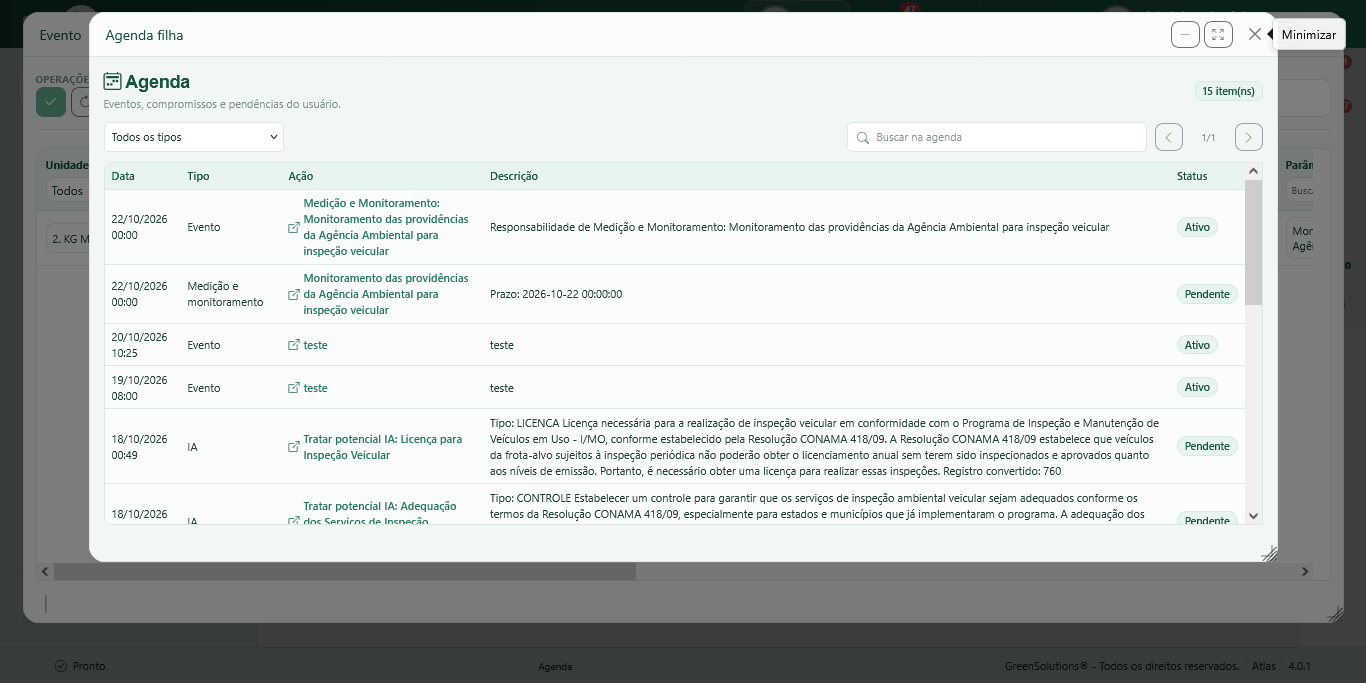 47
Evento
Agenda filha
Minimizar
OPERAÇÕE
Agenda
Eventos, compromissos e pendências do usuário.
15 item(ns)
Todos os tipos
Buscar na agenda
1/1
Unidade
Todos
2. KG M
Parân
Busca
Mor
Agên
Data Tipo Ação Descrição Status
22/10/2026
00:00
Evento
Medição e Monitoramento:
Monitoramento das providências
da Agência Ambiental para
inspeção veicular
Responsabilidade de Medição e Monitoramento: Monitoramento das providências da Agência Ambiental para inspeção veicular
Ativo
22/10/2026
00:00
Medição e
monitoramento
Monitoramento das providências
da Agência Ambiental para
inspeção veicular
Prazo: 2026-10-22 00:00:00
Pendente
20/10/2026
10:25
Evento
teste
teste
Ativo
19/10/2026
08:00
Evento
teste
teste
Ativo
18/10/2026
00:49
IA
Tratar potencial IA: Licença para
Inspeção Veicular
Tipo: LICENCA Licença necessária para a realização de inspeção veicular em conformidade com o Programa de Inspeção e Manutenção de
Veículos em Uso - I/MO, conforme estabelecido pela Resolução CONAMA 418/09. A Resolução CONAMA 418/09 estabelece que veículos
da frota-alvo sujeitos à inspeção periódica não poderão obter o licenciamento anual sem terem sido inspecionados e aprovados quanto
aos níveis de emissão. Portanto, é necessário obter uma licença para realizar essas inspeções. Registro convertido: 760
Pendente
18/10/2026
IA
Tratar potencial IA: Adequação
dos Serviços de Inspeção
Tipo: CONTROLE Estabelecer um controle para garantir que os serviços de inspeção ambiental veicular sejam adequados conforme os
termos da Resolução CONAMA 418/09, especialmente para estados e municípios que já implementaram o programa. A adequação dos
Pendente
Pronto
Agenda
GreenSolutions® - Todos os direitos reservados. Atlas 4.0.1